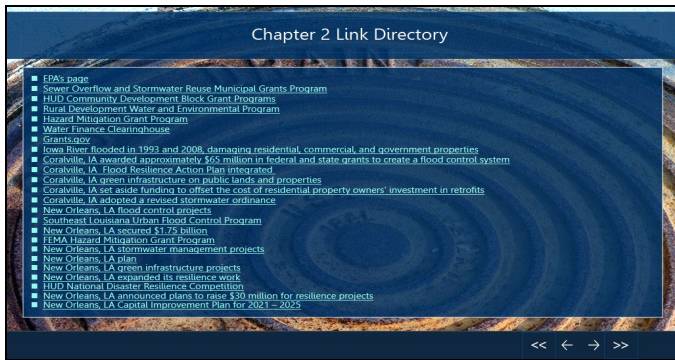 Chapter 2 Link Directory
■ EPA's page
■ Sewer Overflow and Stormwater Reuse Municipal Grants Program
■ HUD Community Development Block Grant Programs
■ Rural Development Water and Environmental Program
■ Hazard Mitigation Grant Program
■ Water Finance Clearinghouse
■ Grants.gov
■ Iowa River flooded in 1993 and 2008, damaging residential, commercial, and government properties
■ Coralville, IA awarded approximately $65 million in federal and state grants to create a flood control system
■ Coralville, IA Flood Resilience Action Plan integrated
■ Coralville, IA green infrastructure on public lands and properties
■ Coralville, IA set aside funding to offset the cost of residential property owners' investment in retrofits
■ Coralville, IA adopted a revised stormwater ordinance
■ New Orleans, LA flood control projects
■ Southeast Louisiana Urban Flood Control Program
■ New Orleans, LA secured $1.75 billion
■ FEMA Hazard Mitigation Grant Program
■ New Orleans, LA stormwater management projects
■ New Orleans, LA plan
■ New Orleans, LA green infrastructure projects
■ New Orleans, LA expanded its resilience work
■ HUD National Disaster Resilience Competition
■ New Orleans, LA announced plans to raise $30 million for resilience projects
■ New Orleans, LA Capital Improvement Plan for 2021 – 2025
<< ← → >>